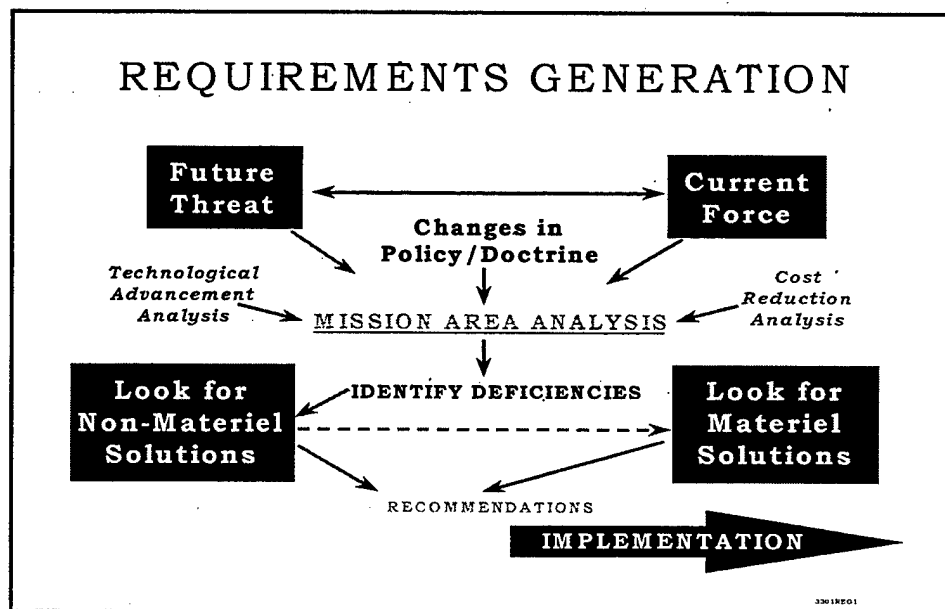 REQUIREMENTS GENERATION
Future
Threat
Current
Force
Changes in
Policy/Doctrine
Technological
Advancement
Analysis
Cost
Reduction
Analysis
MISSION AREA ANALYSIS
IDENTIFY DEFICIENCIES
Look for
Non-Materiel
Solutions
Look for
Materiel
Solutions
RECOMMENDATIONS
IMPLEMENTATION
3301REG1